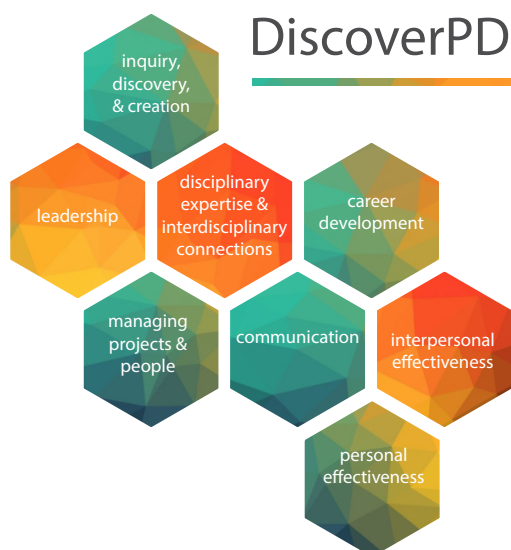 DiscoverPD
inquiry,
discovery,
& creation
leadership
disciplinary
expertise &
interdisciplinary
connections
career
development
managing
projects &
people
communication
interpersonal
effectiveness
personal
effectiveness